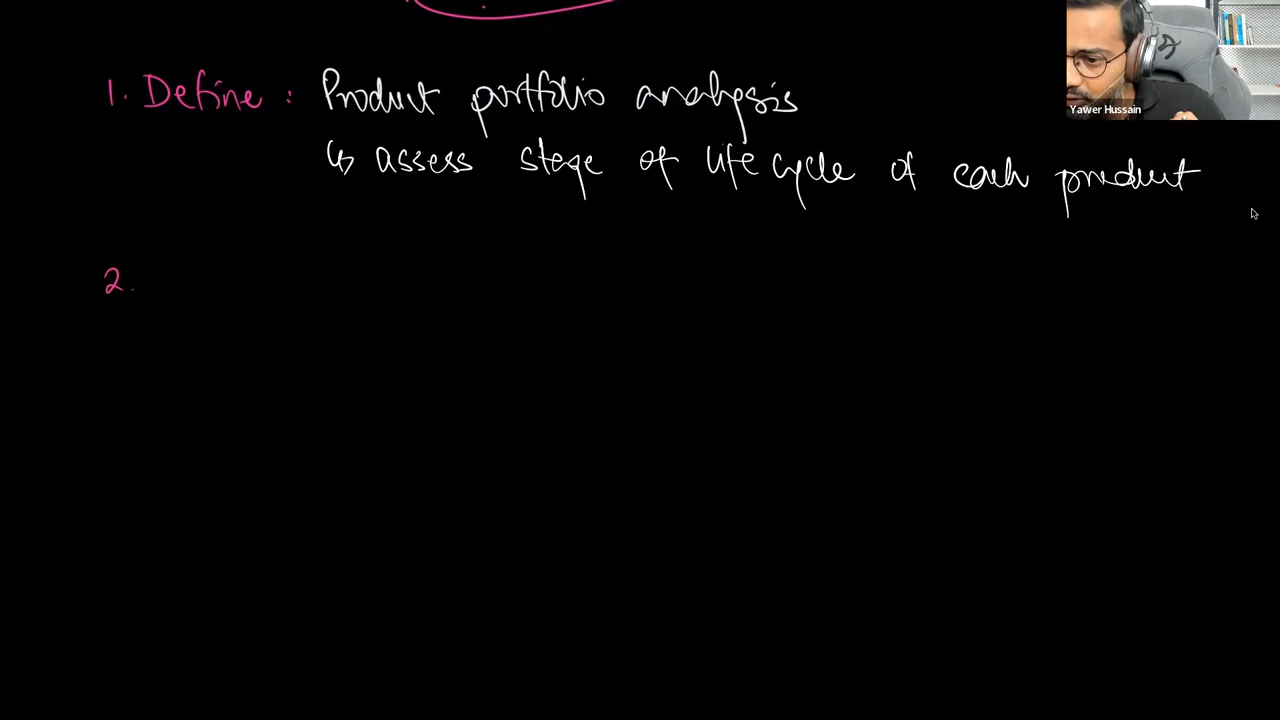 1. Define : Product portfolio analysis
↳ assess stage of life cycle of each product
2.
Yawer Hussain